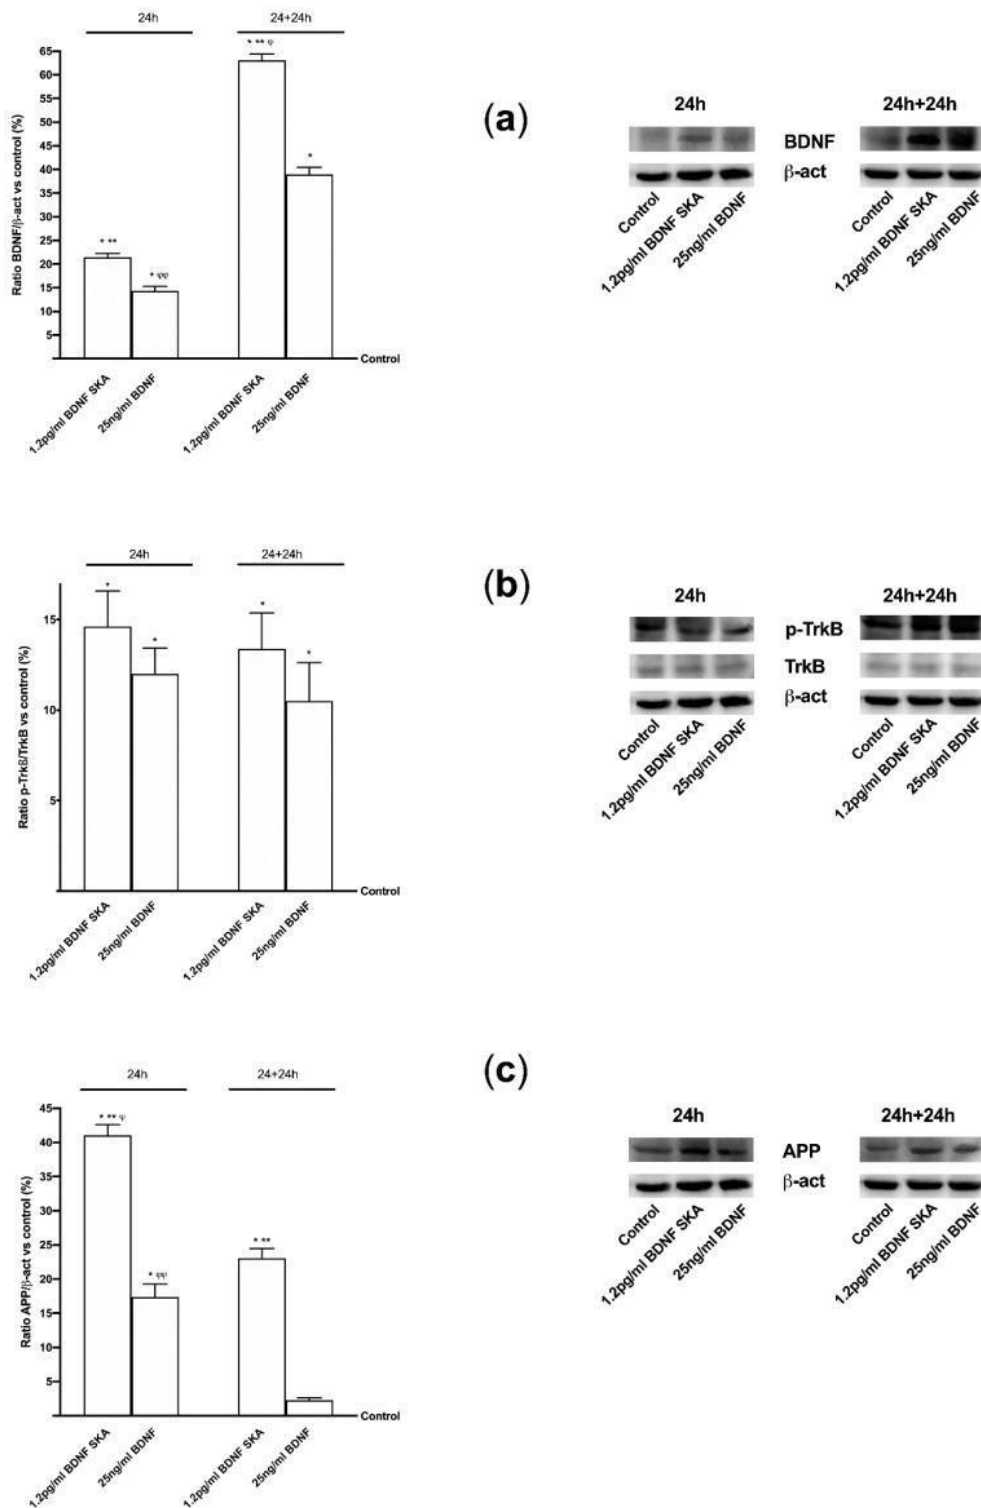 24h
24+24h
* ** φ
65
60
55
50
45
40
35
30
25
20
15
10
5
*
* **
* φφ
Ratio BDNF/β-act vs control (%)
Control
1.2pg/ml BDNF SKA
25ng/ml BDNF
1.2pg/ml BDNF SKA
25ng/ml BDNF
(a)
24h
24h+24h
BDNF
β-act
Control
1.2pg/ml BDNF SKA
25ng/ml BDNF
Control
1.2pg/ml BDNF SKA
25ng/ml BDNF
24h
24+24h
*
*
*
*
15
10
5
Ratio p-Trkß/TrkB vs control (%)
Control
1.2pg/ml BDNF SKA
25ng/ml BDNF
1.2pg/ml BDNF SKA
25ng/ml BDNF
(b)
24h
24h+24h
p-TrkB
TrkB
β-act
Control
1.2pg/ml BDNF SKA
25ng/ml BDNF
Control
1.2pg/ml BDNF SKA
25ng/ml BDNF
24h
24+24h
* ** φ
45
40
35
30
25
20
15
10
5
* **
* φφ
Ratio APP/β-act vs control (%)
Control
1.2pg/ml BDNF SKA
25ng/ml BDNF
1.2pg/ml BDNF SKA
25ng/ml BDNF
(c)
24h
24h+24h
APP
β-act
Control
1.2pg/ml BDNF SKA
25ng/ml BDNF
Control
1.2pg/ml BDNF SKA
25ng/ml BDNF